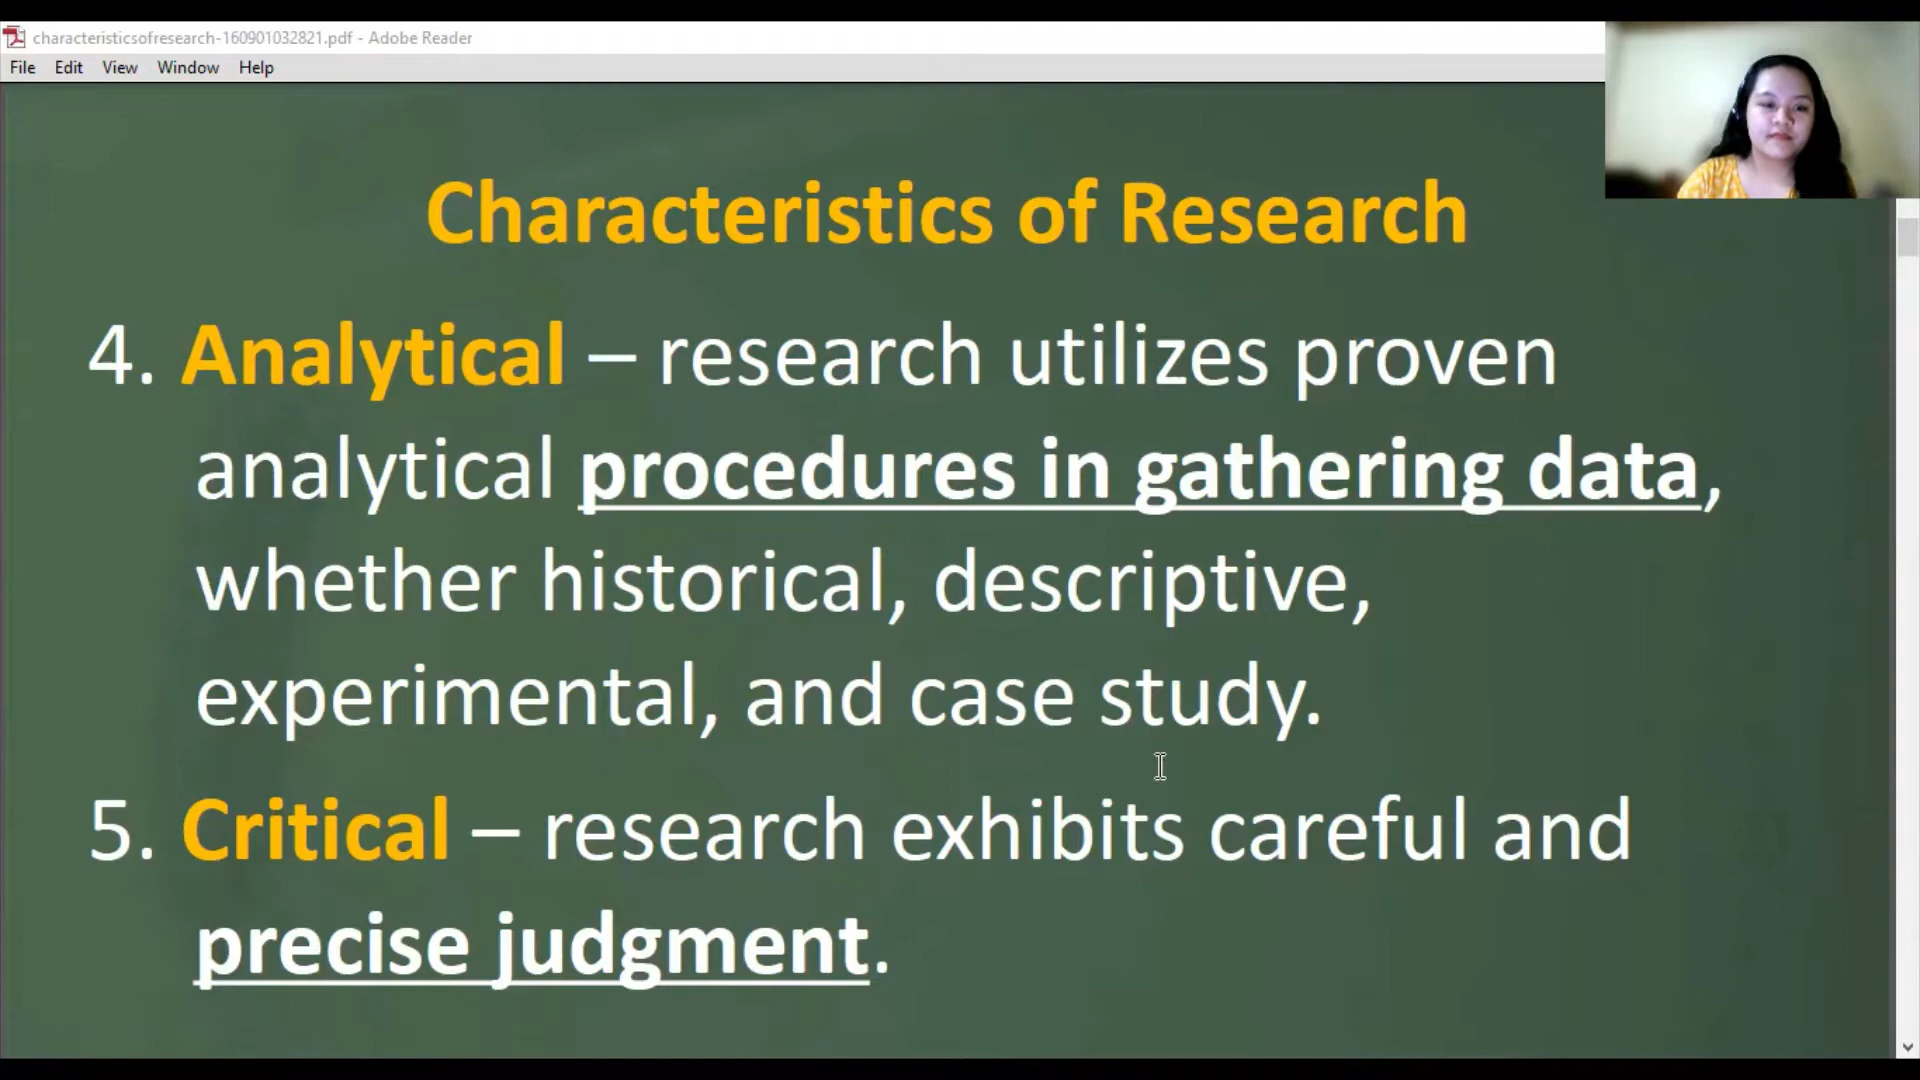 characteristicsofresearch-160901032821.pdf - Adobe Reader
File Edit View Window Help
Characteristics of Research
4. Analytical – research utilizes proven
analytical procedures in gathering data,
whether historical, descriptive,
experimental, and case study.
5. Critical – research exhibits careful and
precise judgment.